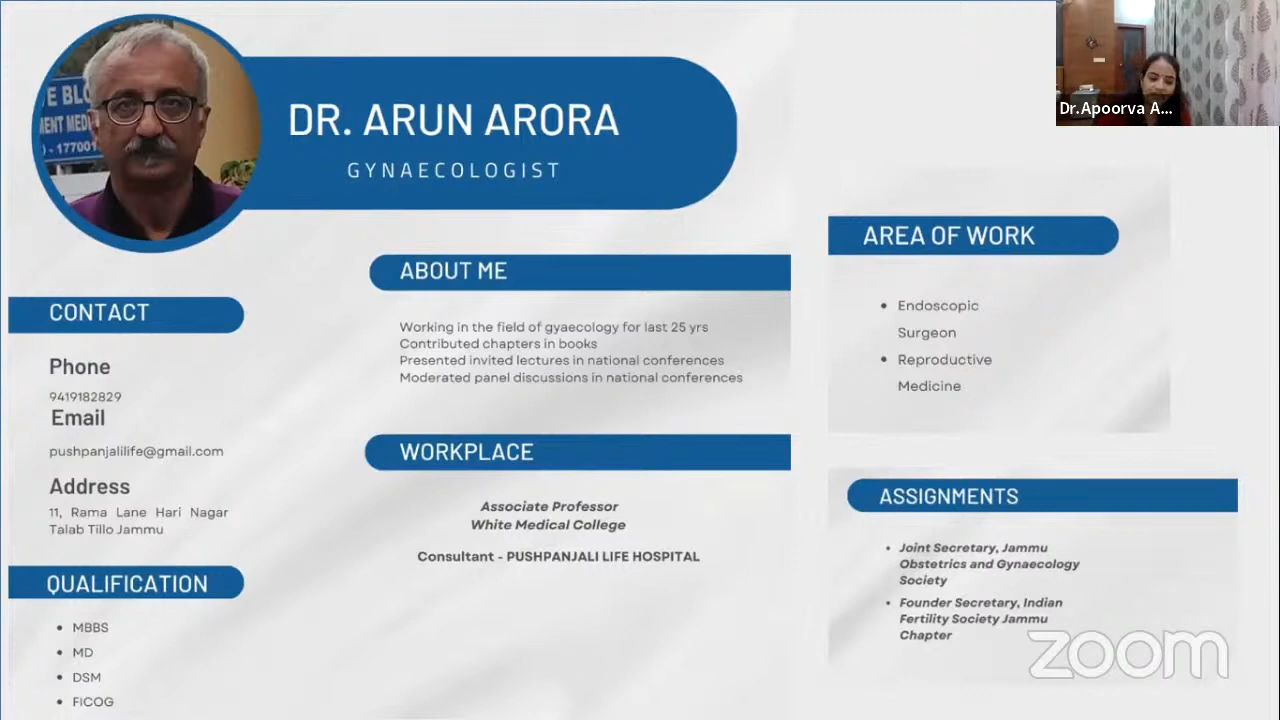 DR. ARUN ARORA
GYNAECOLOGIST
Dr.Apoorva A...
CONTACT
Phone
9419182829
Email
pushpanjalilife@gmail.com
Address
11, Rama Lane Hari Nagar
Talab Tillo Jammu
QUALIFICATION
• MBBS
• MD
• DSM
• FICOG
ABOUT ME
Working in the field of gyaecology for last 25 yrs
Contributed chapters in books
Presented invited lectures in national conferences
Moderated panel discussions in national conferences
WORKPLACE
Associate Professor
White Medical College
Consultant - PUSHPANJALI LIFE HOSPITAL
AREA OF WORK
• Endoscopic
Surgeon
• Reproductive
Medicine
ASSIGNMENTS
• Joint Secretary, Jammu
Obstetrics and Gynaecology
Society
• Founder Secretary, Indian
Fertility Society Jammu
Chapter
zoom